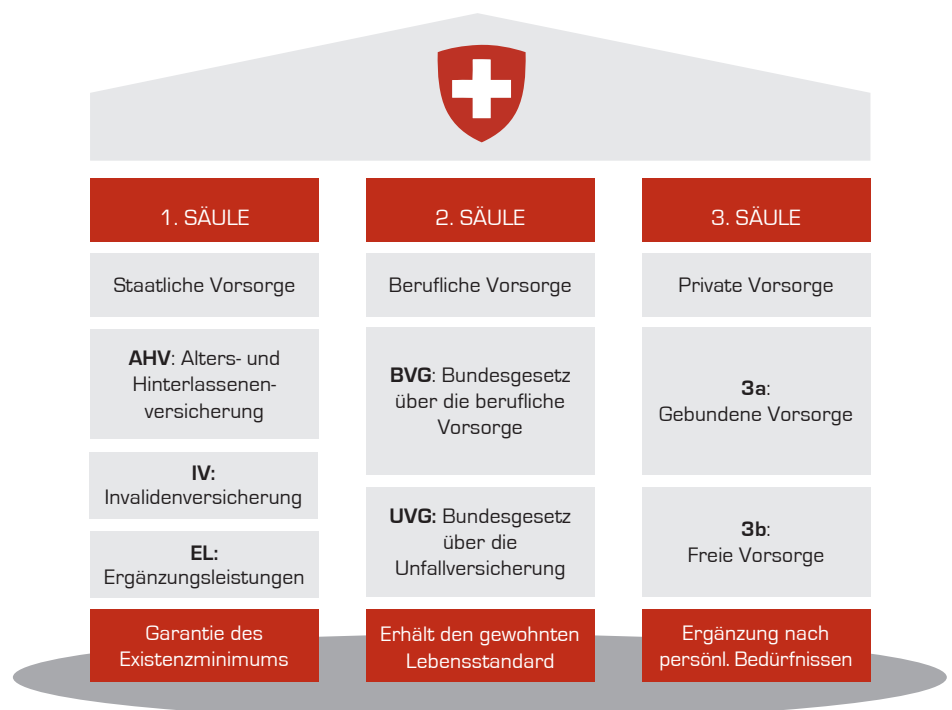 1. SÄULE
Staatliche Vorsorge
AHV: Alters- und
Hinterlassenen-
versicherung
IV:
Invalidenversicherung
EL:
Ergänzungsleistungen
Garantie des
Existenzminimums
2. SÄULE
Berufliche Vorsorge
BVG: Bundesgesetz
über die berufliche
Vorsorge
UVG: Bundesgesetz
über die
Unfallversicherung
Erhält den gewohnten
Lebensstandard
3. SÄULE
Private Vorsorge
3a:
Gebundene Vorsorge
3b:
Freie Vorsorge
Ergänzung nach
persönl. Bedürfnissen